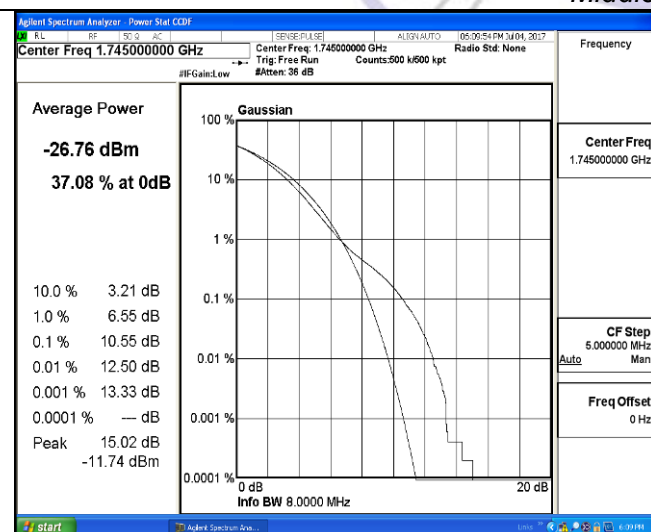 Agilent Spectrum Analyzer - Power Stat CCDF
RL RF 50 Ω AC SENSE:PULSE ALIGN AUTO 06:09:54 PM Jul 04, 2017
Center Freq 1.745000000 GHz
Center Freq: 1.745000000 GHz
Radio Std: None
Trig: Free Run
Counts:500 k/500 kpt
#IFGain:Low
#Atten: 36 dB
Frequency
Average Power
-26.76 dBm
37.08 % at 0dB
10.0 % 3.21 dB
1.0 % 6.55 dB
0.1 % 10.55 dB
0.01 % 12.50 dB
0.001 % 13.33 dB
0.0001 % --- dB
Peak 15.02 dB
-11.74 dBm
Gaussian
100 %
10 %
1 %
0.1 %
0.01 %
0.001 %
0.0001 %
0 dB
20 dB
Info BW 8.0000 MHz
Center Freq
1.745000000 GHz
CF Step
5.000000 MHz
Auto Man
Freq Offset
0 Hz
start
Agilent Spectrum Ana...
Links
6:09 PM